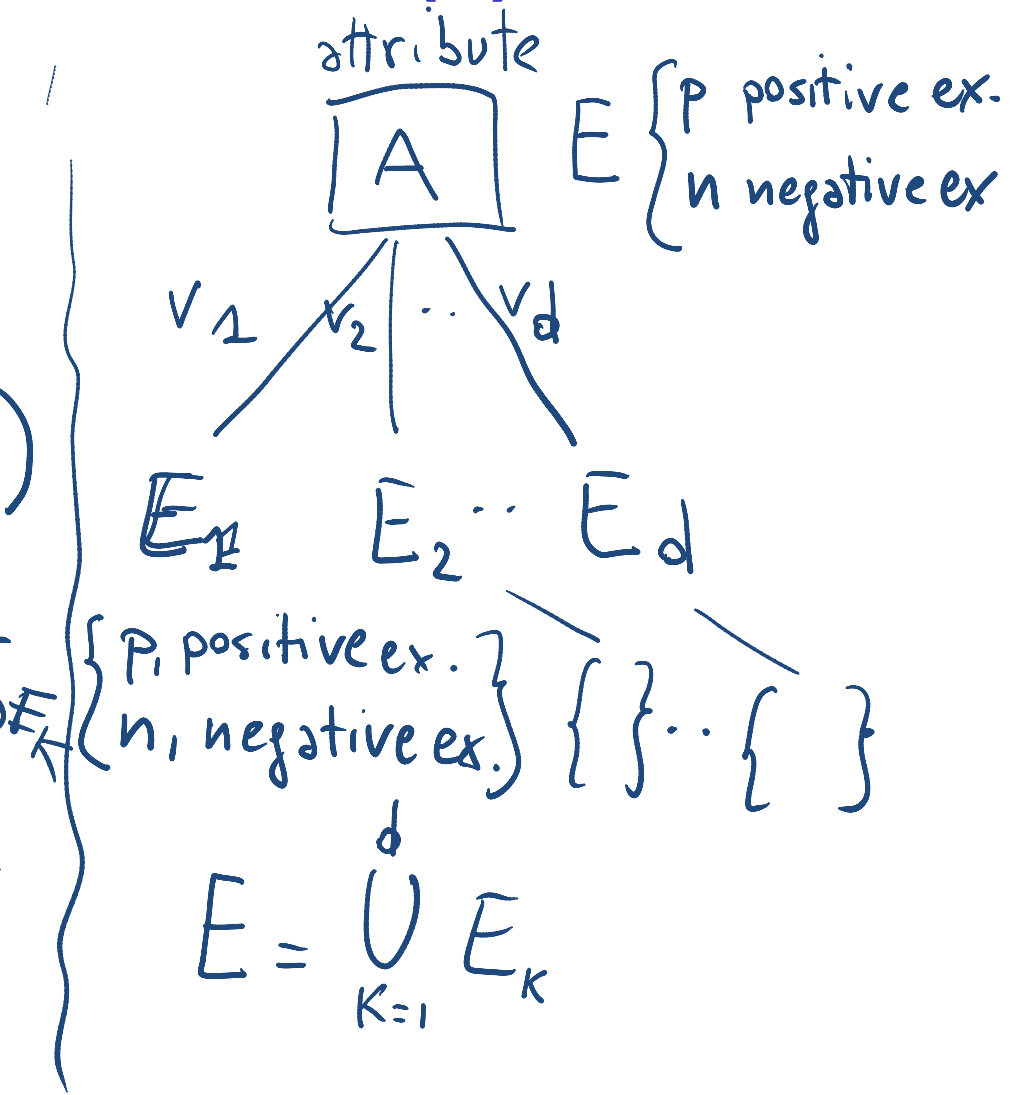 attribute
A
E { p positive ex.
n negative ex
v1 v2 .. vd
E1 E2 .. Ed
{ p1 positive ex. } { } .. { }
n1 negative ex.
Ek
d
E = ∪ Ek
K=1